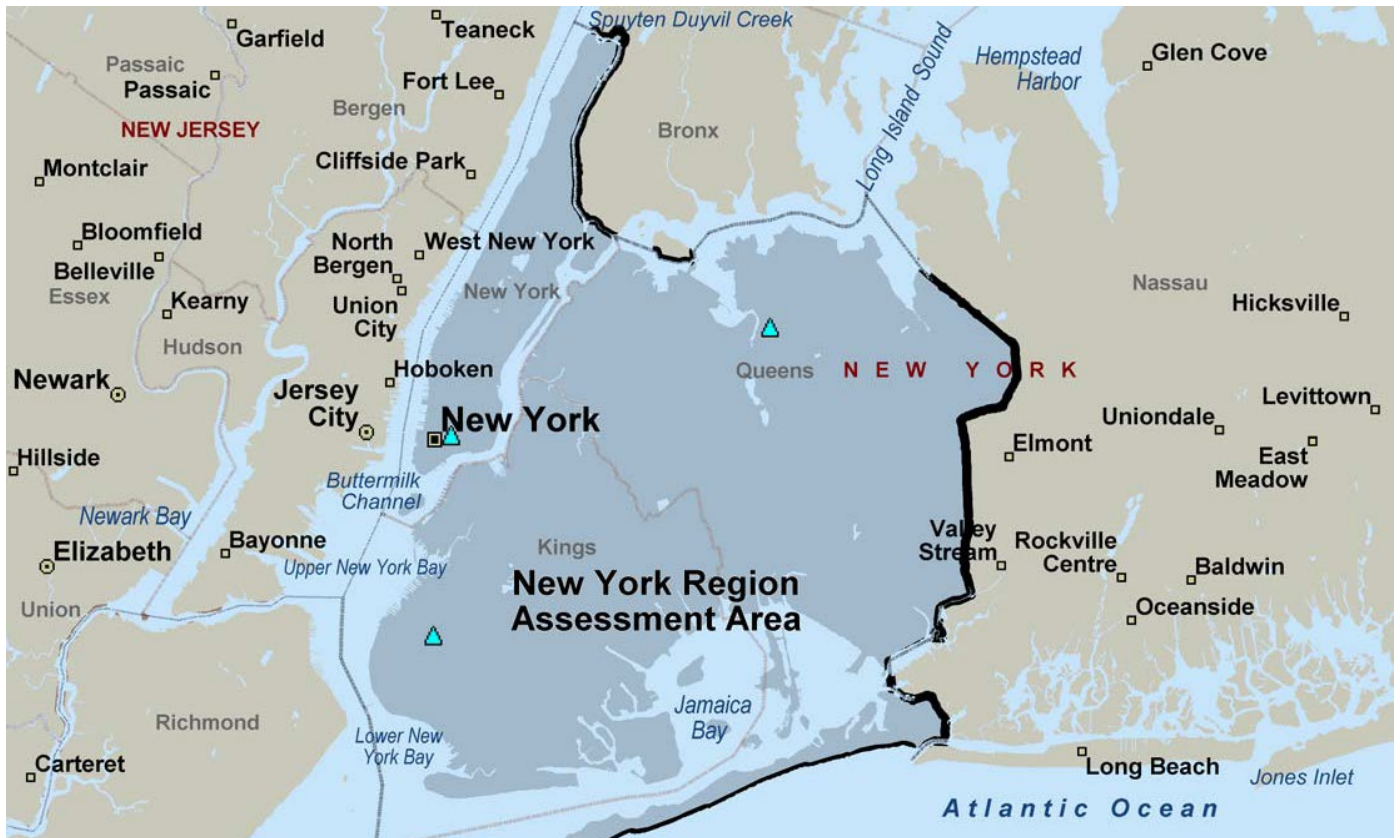 Spuyten Duyvil Creek
Teaneck
Garfield
Passaic
Passaic
Fort Lee
Bergen
NEW JERSEY
Cliffside Park
Montclair
Bronx
Long Island Sound
Hempstead
Harbor
Glen Cove
Bloomfield
Belleville
Essex
Kearny
Hudson
North
Bergen
West New York
Union
City
New York
Nassau
Hicksville
Newark
Hoboken
Jersey
City
New York
Queens
NEW YORK
Levittown
Uniondale
East
Meadow
Elmont
Hillside
Buttermilk
Channel
Newark Bay
Elizabeth
Bayonne
Upper New York Bay
Union
Kings
New York Region
Assessment Area
Valley
Stream
Rockville
Centre
Baldwin
Oceanside
Richmond
Lower New
York Bay
Jamaica
Bay
Carteret
Long Beach
Jones Inlet
Atlantic Ocean